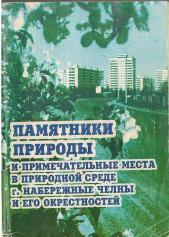 ПАМЯТНИКИ
ПРИРОДЫ
И ПРИМЕЧАТЕЛЬНЫЕ МЕСТА
В ПРИРОДНОЙ СРЕДЕ
г. НАБЕРЕЖНЫЕ ЧЕЛНЫ
И ЕГО ОКРЕСТНОСТЕЙ